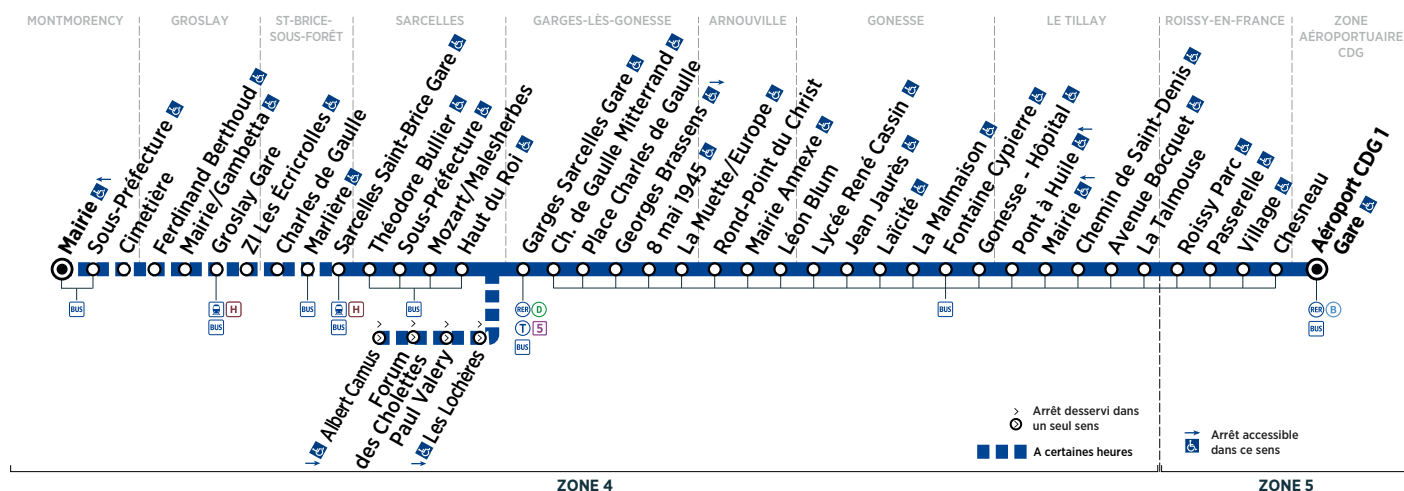 MONTMORENCY
GROSLAY
ST-BRICE-
SOUS-FORÊT
SARCELLES
GARGES-LÈS-GONESSE
ARNOUVILLE
GONESSE
LE TILLAY
ROISSY-EN-FRANCE
ZONE
AÉROPORTUAIRE
CDG
Mairie
Sous-Préfecture
Cimetière
Ferdinand Berthoud
Mairie/Gambetta
Groslay Gare
ZI Les Écricrolles
Charles de Gaulle
Marlière
Sarcelles Saint-Brice Gare
Théodore Bullier
Sous-Préfecture
Mozart/Malesherbes
Haut du Roi
Garges Sarcelles Gare
Ch. de Gaulle Mitterrand
Place Charles de Gaulle
Georges Brassens
8 mai 1945
La Muette/Europe
Rond-Point du Christ
Mairie Annexe
Léon Blum
Lycée René Cassin
Jean Jaurès
Laïcité
La Malmaison
Fontaine Cypierre
Gonesse - Hôpital
Pont à Huile
Mairie
Chemin de Saint-Denis
Avenue Bocquet
La Talmouse
Roissy Parc
Passerelle
Village
Chesneau
Aéroport CDG 1
Gare
BUS
H
BUS
BUS
H
BUS
BUS
RER D
T 5
BUS
BUS
RER B
BUS
Albert Camus
Forum
des Cholettes
Paul Valery
Les Lochères
Arrêt desservi dans
un seul sens
A certaines heures
Arrêt accessible
dans ce sens
ZONE 4
ZONE 5